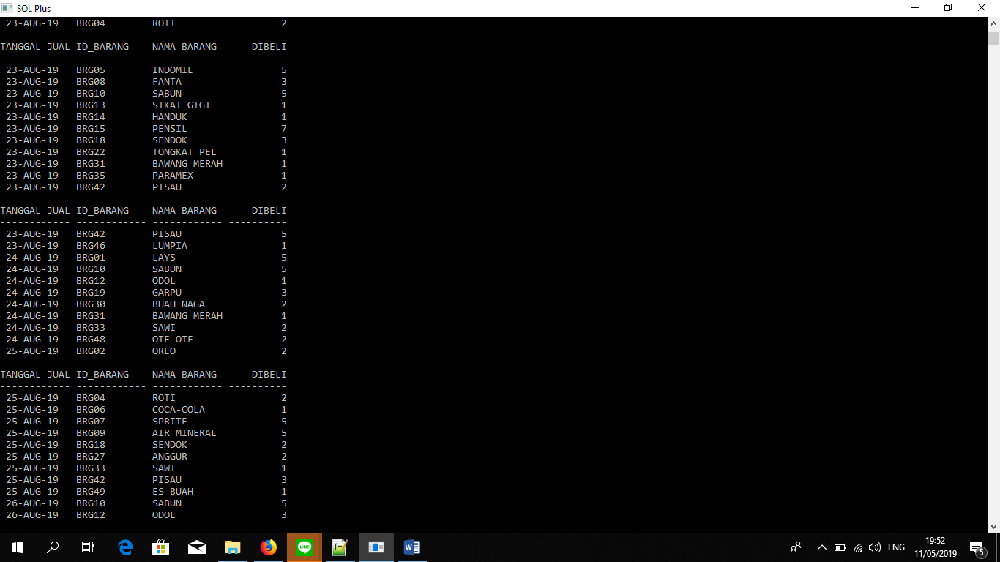 SQL Plus
23-AUG-19 BRG04 ROTI 2
TANGGAL JUAL ID_BARANG NAMA BARANG DIBELI
------------ ------------ ------------ ----------
23-AUG-19 BRG05 INDOMIE 5
23-AUG-19 BRG08 FANTA 3
23-AUG-19 BRG10 SABUN 5
23-AUG-19 BRG13 SIKAT GIGI 1
23-AUG-19 BRG14 HANDUK 1
23-AUG-19 BRG15 PENSIL 7
23-AUG-19 BRG18 SENDOK 3
23-AUG-19 BRG22 TONGKAT PEL 1
23-AUG-19 BRG31 BAWANG MERAH 1
23-AUG-19 BRG35 PARAMEX 1
23-AUG-19 BRG42 PISAU 2
TANGGAL JUAL ID_BARANG NAMA BARANG DIBELI
------------ ------------ ------------ ----------
23-AUG-19 BRG42 PISAU 5
23-AUG-19 BRG46 LUMPIA 1
24-AUG-19 BRG01 LAYS 5
24-AUG-19 BRG10 SABUN 5
24-AUG-19 BRG12 ODOL 1
24-AUG-19 BRG19 GARPU 3
24-AUG-19 BRG30 BUAH NAGA 2
24-AUG-19 BRG31 BAWANG MERAH 1
24-AUG-19 BRG33 SAWI 2
24-AUG-19 BRG48 OTE OTE 2
25-AUG-19 BRG02 OREO 2
TANGGAL JUAL ID_BARANG NAMA BARANG DIBELI
------------ ------------ ------------ ----------
25-AUG-19 BRG04 ROTI 2
25-AUG-19 BRG06 COCA-COLA 1
25-AUG-19 BRG07 SPRITE 5
25-AUG-19 BRG09 AIR MINERAL 5
25-AUG-19 BRG18 SENDOK 2
25-AUG-19 BRG27 ANGGUR 2
25-AUG-19 BRG33 SAWI 1
25-AUG-19 BRG42 PISAU 3
25-AUG-19 BRG49 ES BUAH 1
26-AUG-19 BRG10 SABUN 5
26-AUG-19 BRG12 ODOL 3
LINE
ENG
19:52
11/05/2019
5